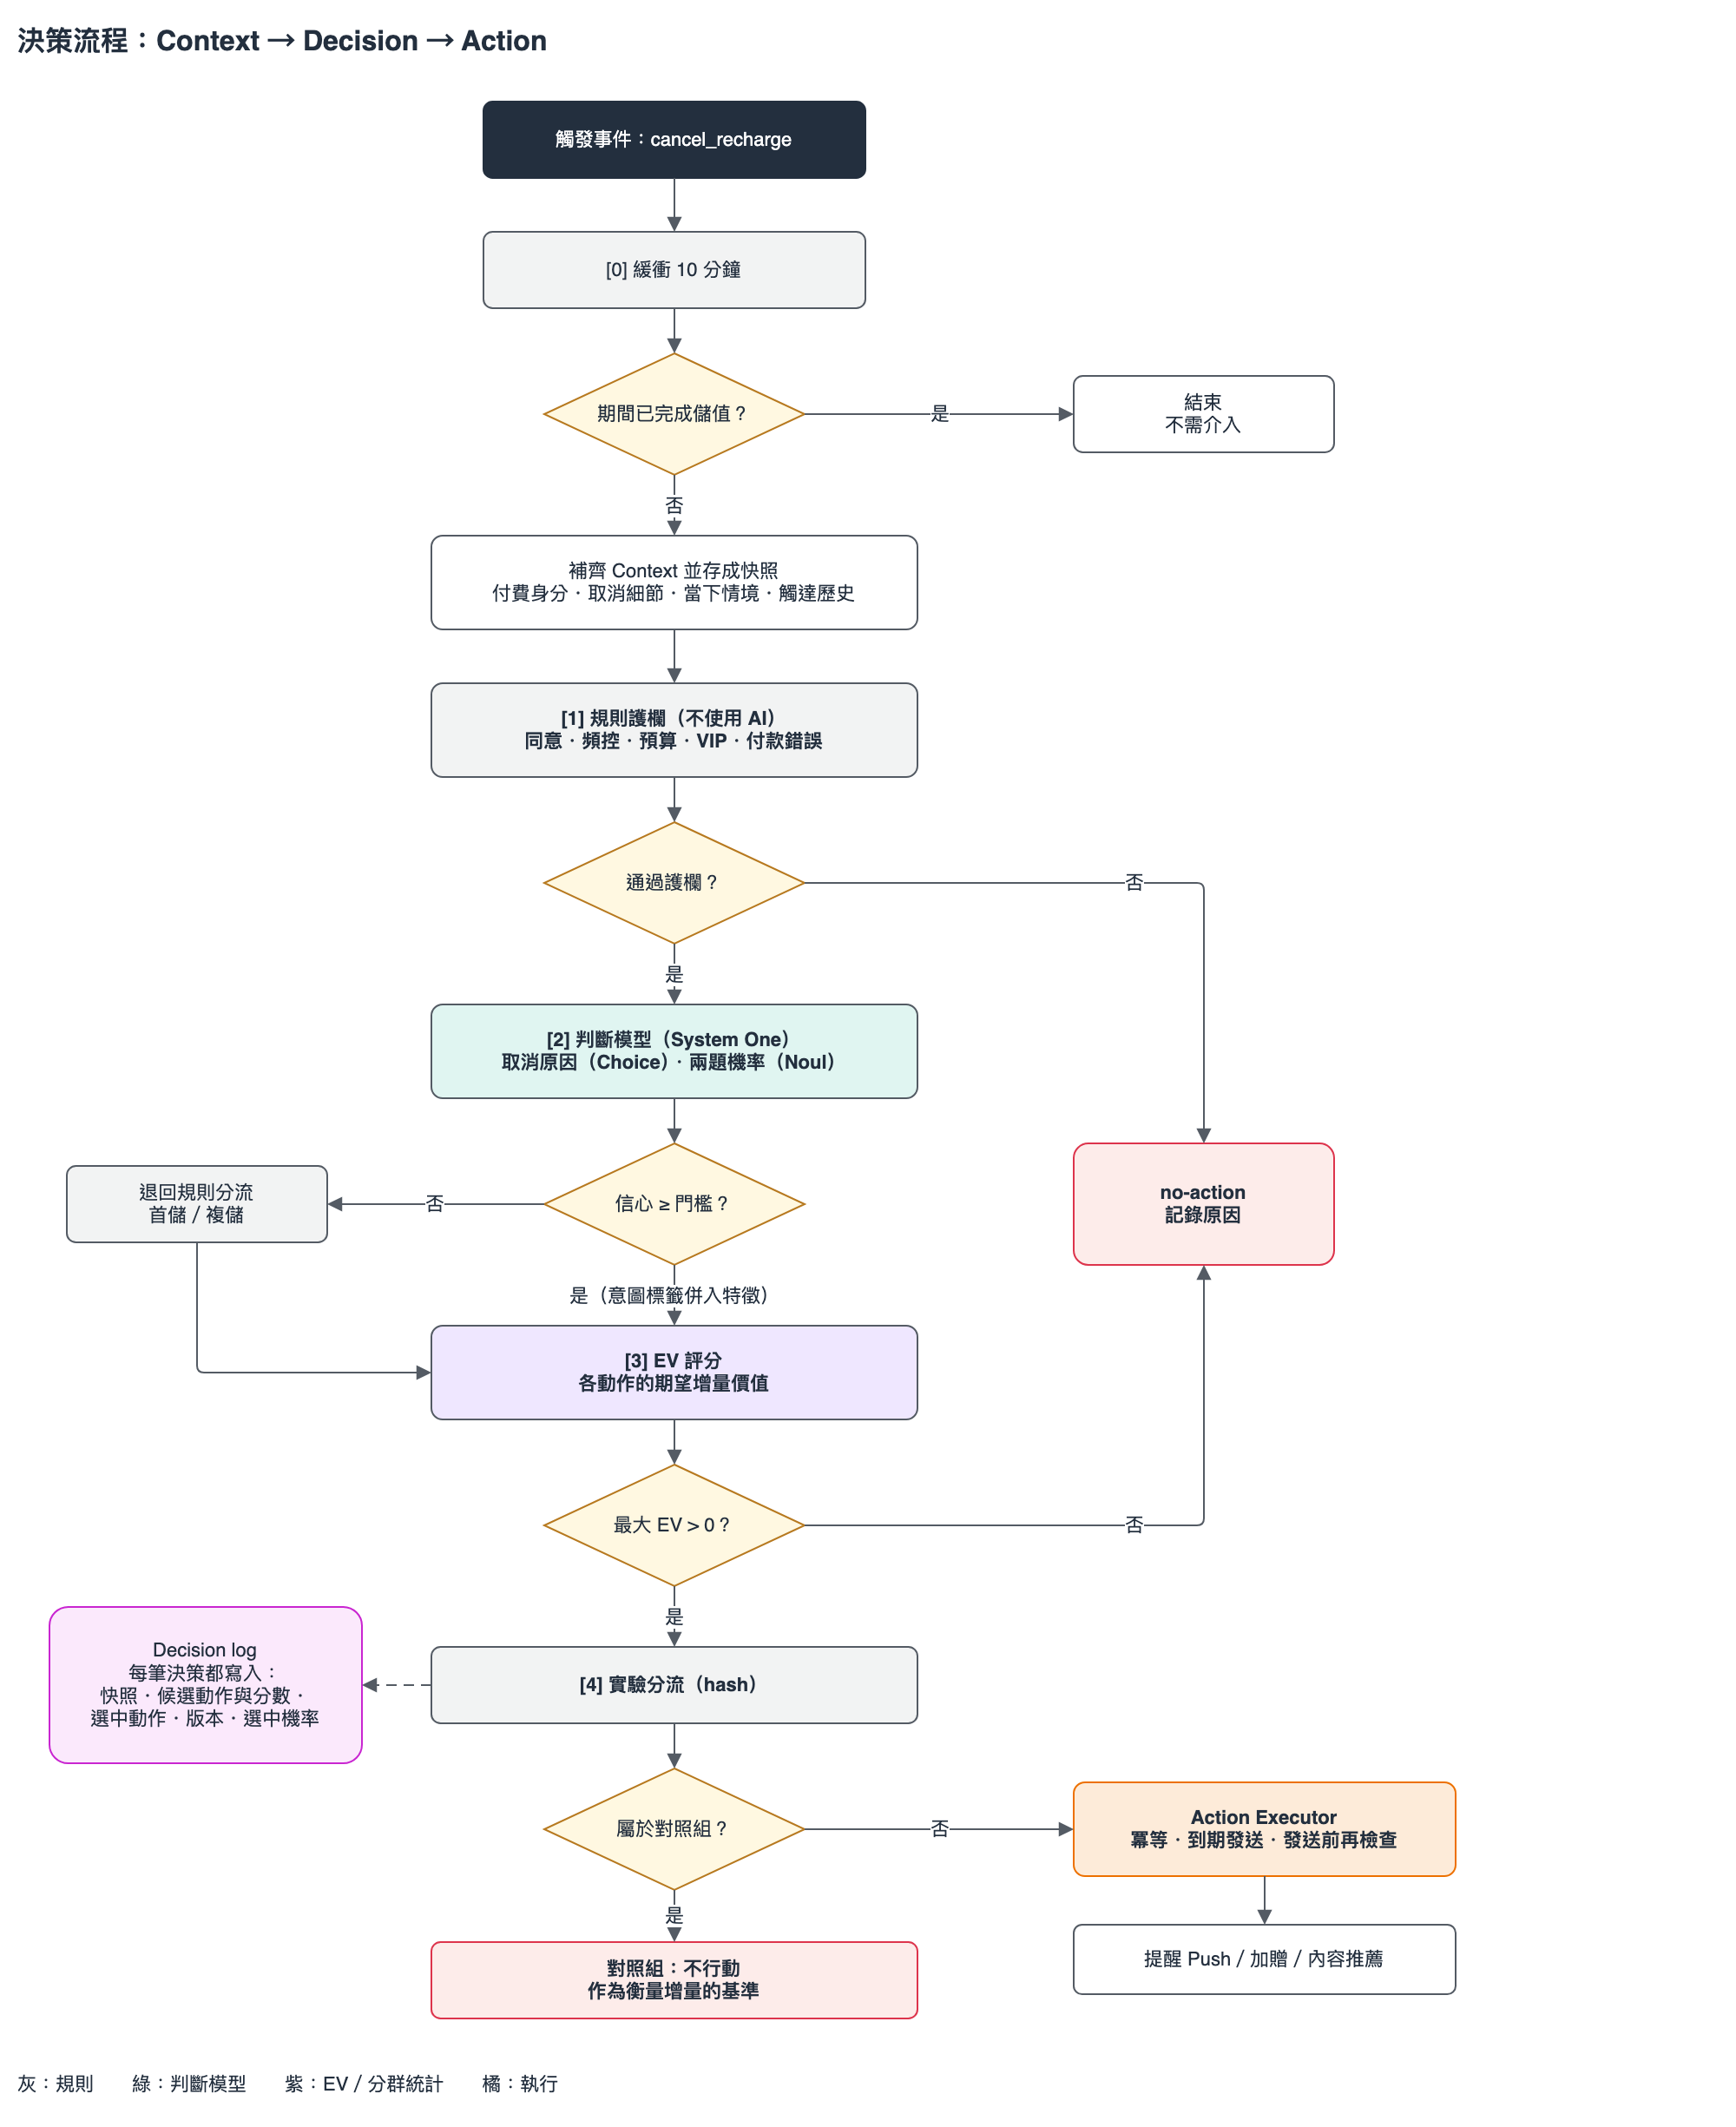 決策流程：Context → Decision → Action
觸發事件：cancel_recharge
[0] 緩衝 10 分鐘
期間已完成儲值？
是
結束
不需介入
否
補齊 Context 並存成快照
付費身分 · 取消細節 · 當下情境 · 觸達歷史
[1] 規則護欄（不使用 AI）
同意 · 頻控 · 預算 · VIP · 付款錯誤
通過護欄？
否
是
[2] 判斷模型（System One）
取消原因（Choice）· 兩題機率（Noul）
退回規則分流
首儲 / 複儲
否
信心 ≥ 門檻？
no-action
記錄原因
是（意圖標籤併入特徵）
[3] EV 評分
各動作的期望增量價值
最大 EV > 0？
否
是
Decision log
每筆決策都寫入：
快照 · 候選動作與分數 ·
選中動作 · 版本 · 選中機率
[4] 實驗分流（hash）
屬於對照組？
否
Action Executor
冪等 · 到期發送 · 發送前再檢查
是
對照組：不行動
作為衡量增量的基準
提醒 Push / 加贈 / 內容推薦
灰：規則 綠：判斷模型 紫：EV / 分群統計 橘：執行